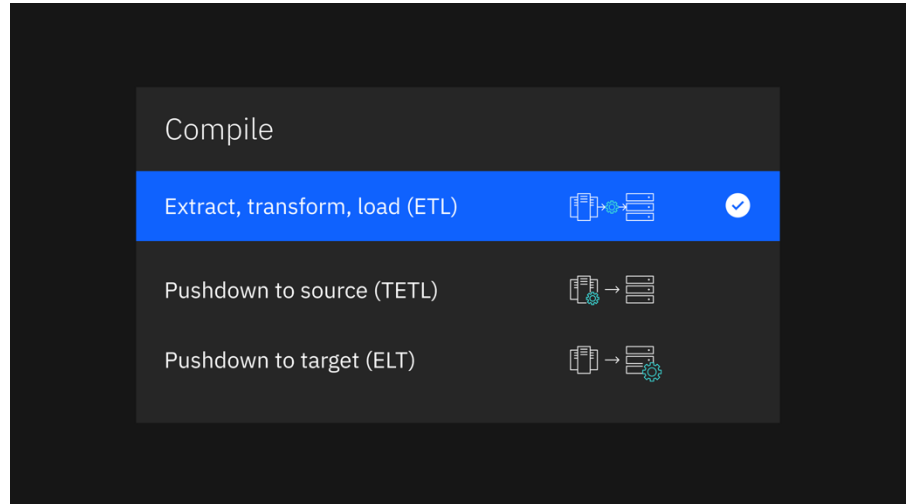 Compile
Extract, transform, load (ETL)
Pushdown to source (TETL)
Pushdown to target (ELT)